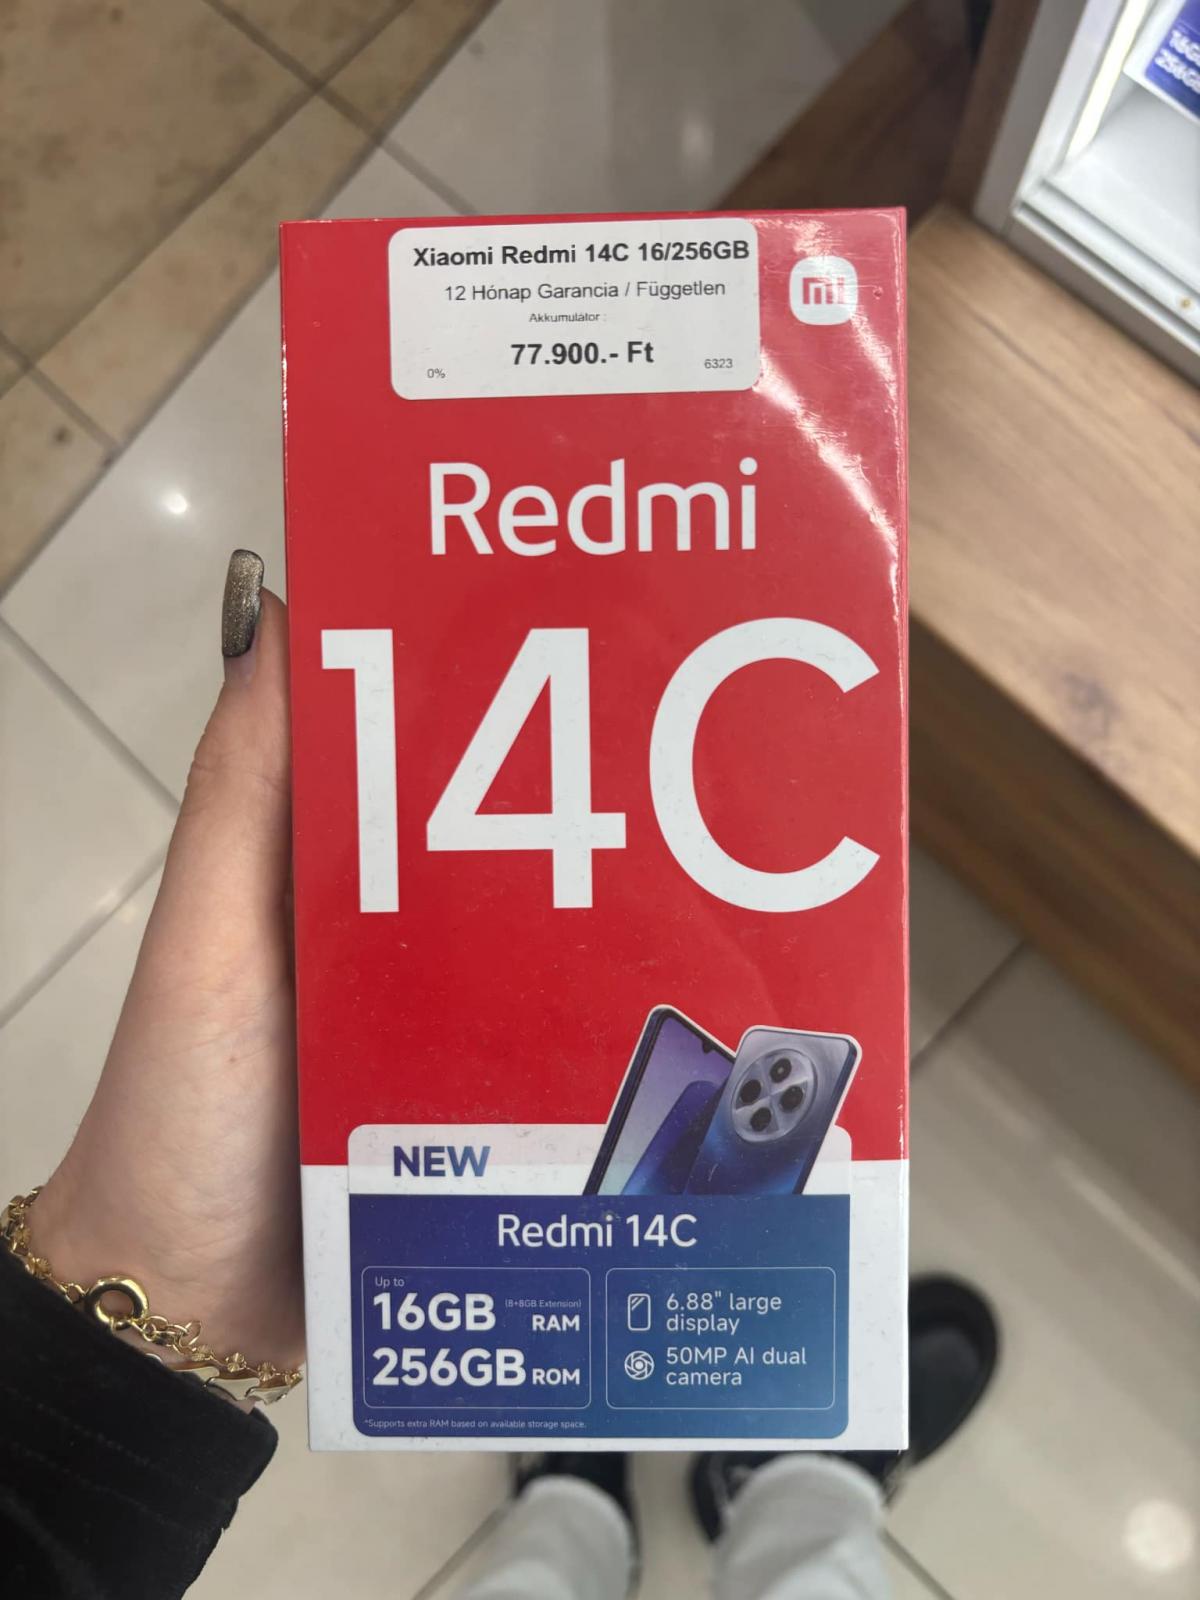 Xiaomi Redmi 14C 16/256GB
12 Hónap Garancia / Független
Akkumulátor :
77.900.- Ft
0%
6323
mi
Redmi
14C
NEW
Redmi 14C
Up to
16GB (8+8GB Extension) RAM
256GB ROM
6.88" large
display
50MP AI dual
camera
*Supports extra RAM based on available storage space.
16GB
256GB